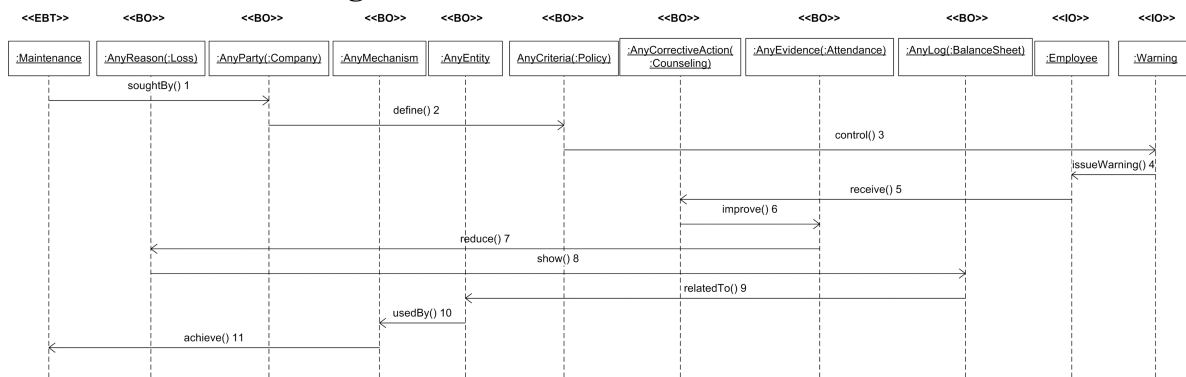 <<EBT>> <<BO>> <<BO>> <<BO>> <<BO>> <<BO>> <<BO>> <<BO>> <<BO>> <<IO>> <<IO>>
:Maintenance :AnyReason(:Loss) :AnyParty(:Company) :AnyMechanism :AnyEntity AnyCriteria(:Policy) :AnyCorrectiveAction( :AnyEvidence(:Attendance) :AnyLog(:BalanceSheet) :Employee :Warning
:Counseling)
soughtBy() 1
define() 2
control() 3
issueWarning() 4
receive() 5
improve() 6
reduce() 7
show() 8
relatedTo() 9
usedBy() 10
achieve() 11